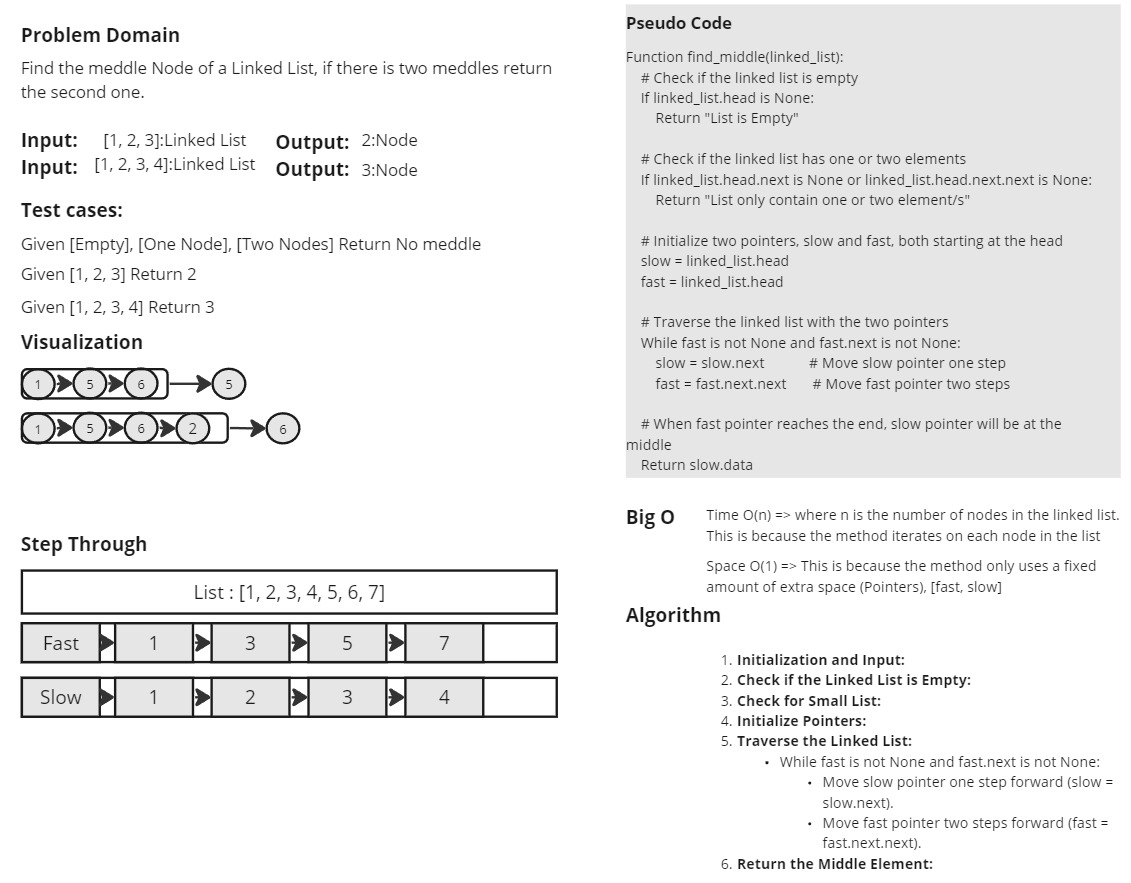 Problem Domain
Find the meddle Node of a Linked List, if there is two meddles return
the second one.
Input: [1, 2, 3]:Linked List Output: 2:Node
Input: [1, 2, 3, 4]:Linked List Output: 3:Node
Test cases:
Given [Empty], [One Node], [Two Nodes] Return No meddle
Given [1, 2, 3] Return 2
Given [1, 2, 3, 4] Return 3
Visualization
1 5 6 5
1 5 6 2 6
Step Through
List : [1, 2, 3, 4, 5, 6, 7]
Fast 1 3 5 7
Slow 1 2 3 4
Pseudo Code
Function find_middle(linked_list):
# Check if the linked list is empty
If linked_list.head is None:
Return "List is Empty"
# Check if the linked list has one or two elements
If linked_list.head.next is None or linked_list.head.next.next is None:
Return "List only contain one or two element/s"
# Initialize two pointers, slow and fast, both starting at the head
slow = linked_list.head
fast = linked_list.head
# Traverse the linked list with the two pointers
While fast is not None and fast.next is not None:
slow = slow.next # Move slow pointer one step
fast = fast.next.next # Move fast pointer two steps
# When fast pointer reaches the end, slow pointer will be at the
middle
Return slow.data
Big O
Time O(n) => where n is the number of nodes in the linked list.
This is because the method iterates on each node in the list
Space O(1) => This is because the method only uses a fixed
amount of extra space (Pointers), [fast, slow]
Algorithm
1. Initialization and Input:
2. Check if the Linked List is Empty:
3. Check for Small List:
4. Initialize Pointers:
5. Traverse the Linked List:
• While fast is not None and fast.next is not None:
• Move slow pointer one step forward (slow =
slow.next).
• Move fast pointer two steps forward (fast =
fast.next.next).
6. Return the Middle Element: